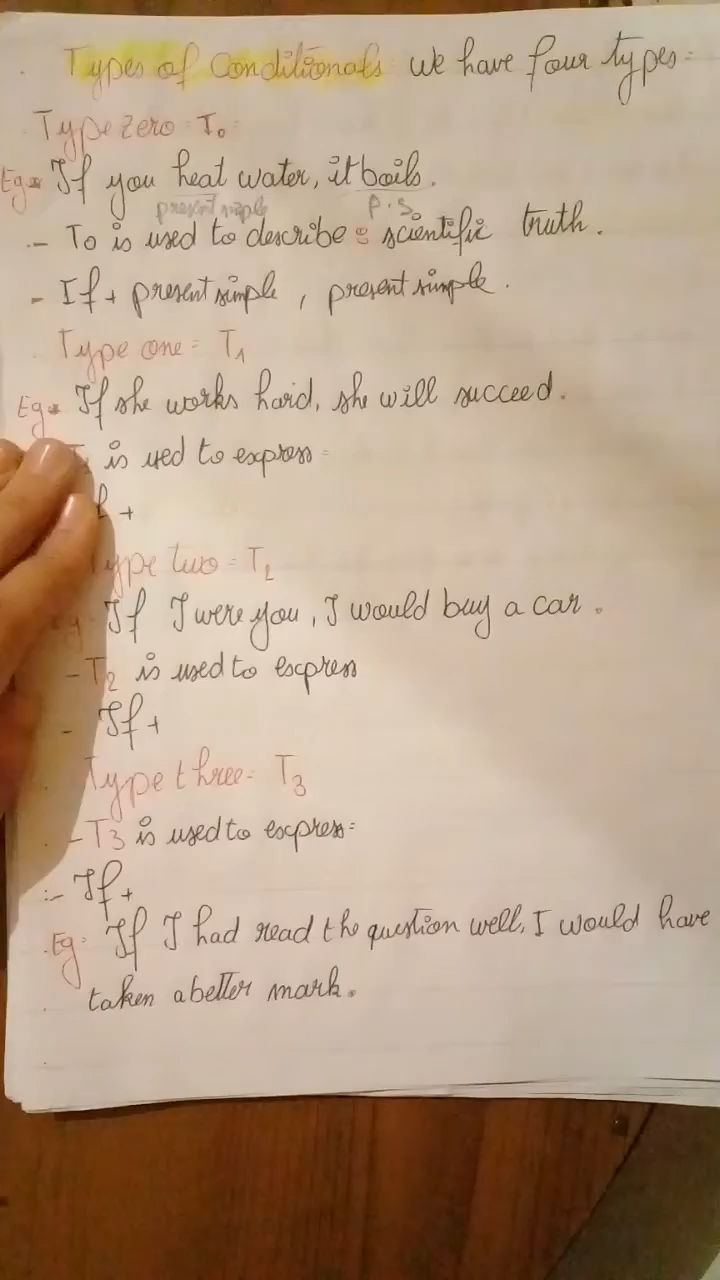 Types of Conditionals we have four types:
Type zero = T0:
Eg: If you heat water, it boils.
present simple p.s.
- T0 is used to describe : scientific truth.
- If + present simple, present simple.
Type one = T1
Eg: If she works hard, she will succeed.
is used to express:
+
Type two = T2
If I were you, I would buy a car.
- T2 is used to express
- If +
Type three = T3
- T3 is used to express:
- If +
Eg: If I had read the question well, I would have
taken a better mark.